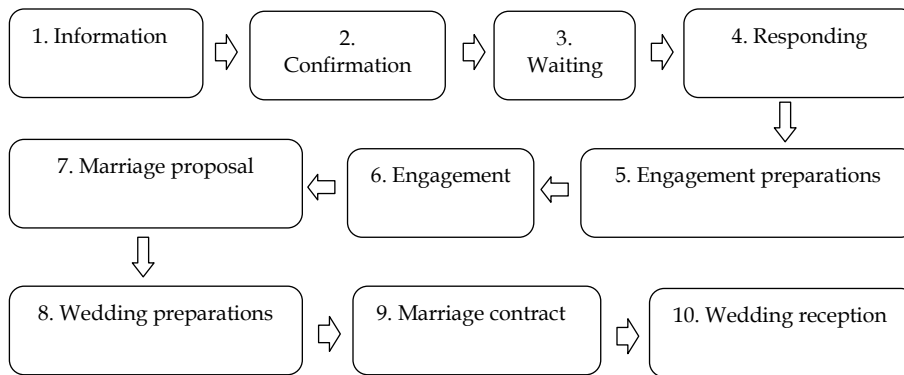 1. Information
2.
Confirmation
3.
Waiting
4. Responding
5. Engagement preparations
6. Engagement
7. Marriage proposal
8. Wedding preparations
9. Marriage contract
10. Wedding reception